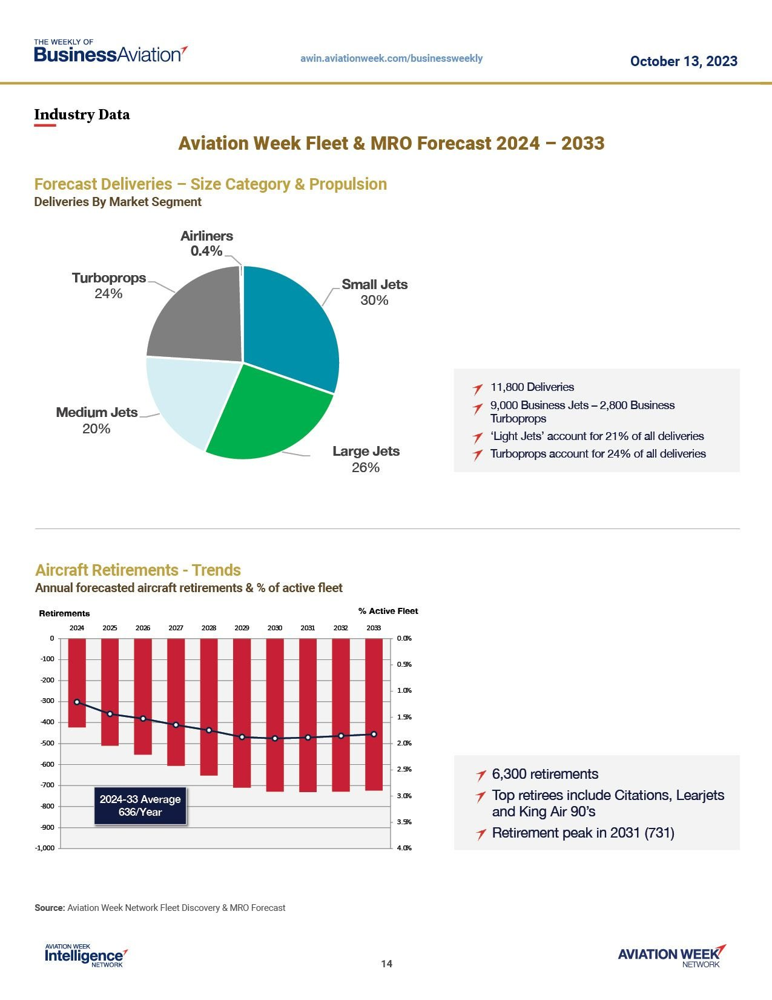 THE WEEKLY OF
BusinessAviation
awin.aviationweek.com/businessweekly
October 13, 2023
Industry Data
Aviation Week Fleet & MRO Forecast 2024 – 2033
Forecast Deliveries – Size Category & Propulsion
Deliveries By Market Segment
Airliners
0.4%
Turboprops
24%
Small Jets
30%
Medium Jets
20%
Large Jets
26%
11,800 Deliveries
9,000 Business Jets – 2,800 Business
Turboprops
‘Light Jets’ account for 21% of all deliveries
Turboprops account for 24% of all deliveries
Aircraft Retirements - Trends
Annual forecasted aircraft retirements & % of active fleet
Retirements
% Active Fleet
2024 2025 2026 2027 2028 2029 2030 2031 2032 2033
0 0.0%
-100
0.5%
-200
1.0%
-300
1.5%
-400
-500 2.0%
-600
2.5%
-700
3.0%
-800
3.5%
-900
-1,000 4.0%
2024-33 Average
636/Year
6,300 retirements
Top retirees include Citations, Learjets
and King Air 90’s
Retirement peak in 2031 (731)
Source: Aviation Week Network Fleet Discovery & MRO Forecast
AVIATION WEEK
Intelligence
NETWORK
14
AVIATION WEEK
NETWORK